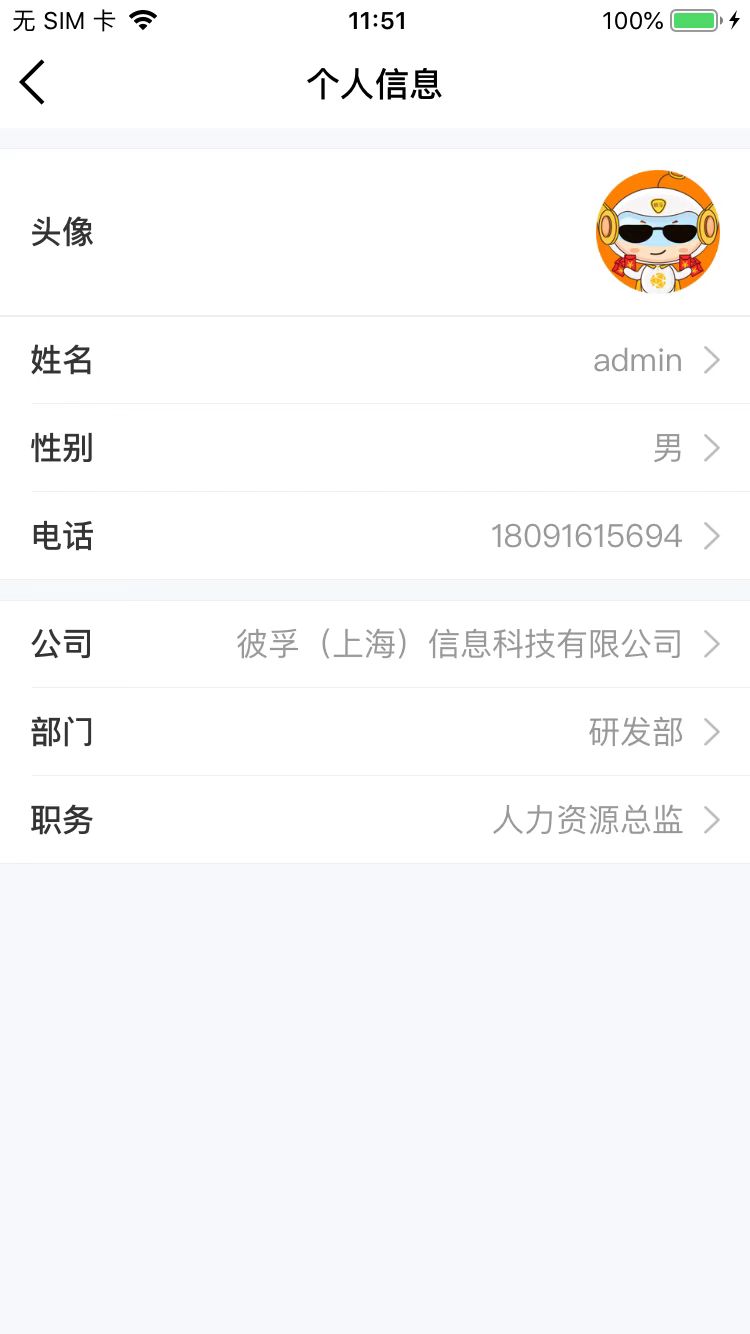 无 SIM 卡 11:51 100%
个人信息
头像
姓名 admin
性别 男
电话 18091615694
公司 彼孚（上海）信息科技有限公司
部门 研发部
职务 人力资源总监